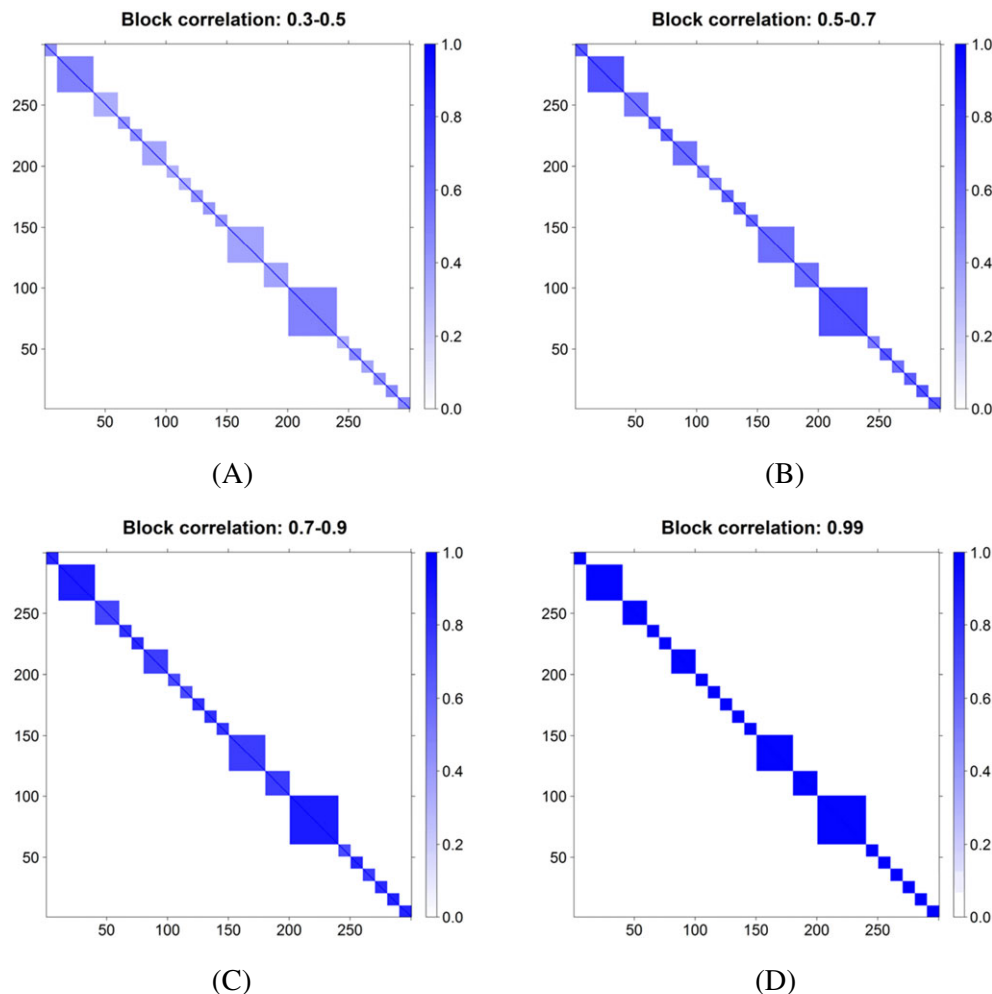 Block correlation: 0.3-0.5
Block correlation: 0.5-0.7
1.0 1.0
250 0.8 250 0.8
200 200
0.6 0.6
150 150
0.4 0.4
100 100
0.2 0.2
50 50
0.0 0.0
50 100 150 200 250
50 100 150 200 250
(A)
(B)
Block correlation: 0.7-0.9
Block correlation: 0.99
1.0 1.0
250 0.8 250 0.8
200 200
0.6 0.6
150 150
0.4 0.4
100 100
0.2 0.2
50 50
0.0 0.0
50 100 150 200 250
50 100 150 200 250
(C)
(D)